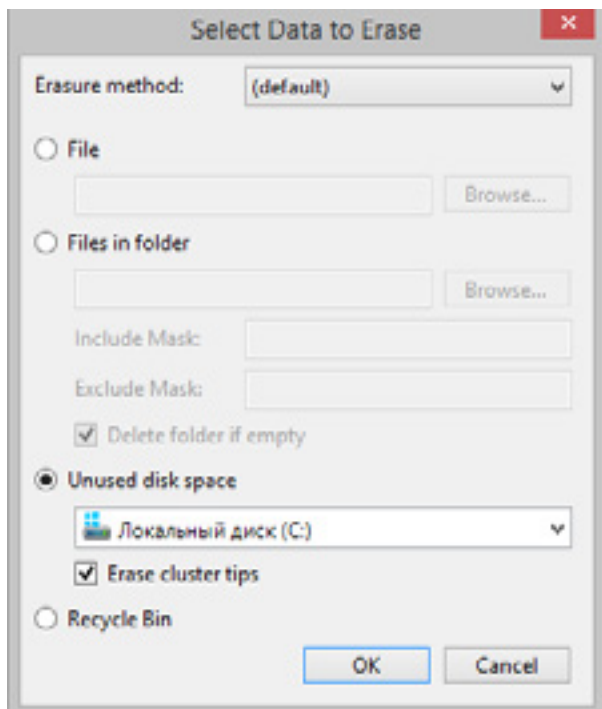 Select Data to Erase
Erasure method: (default)
File
Browse...
Files in folder
Browse...
Include Mask:
Exclude Mask:
Delete folder if empty
Unused disk space
Локальный диск (C:)
Erase cluster tips
Recycle Bin
OK Cancel